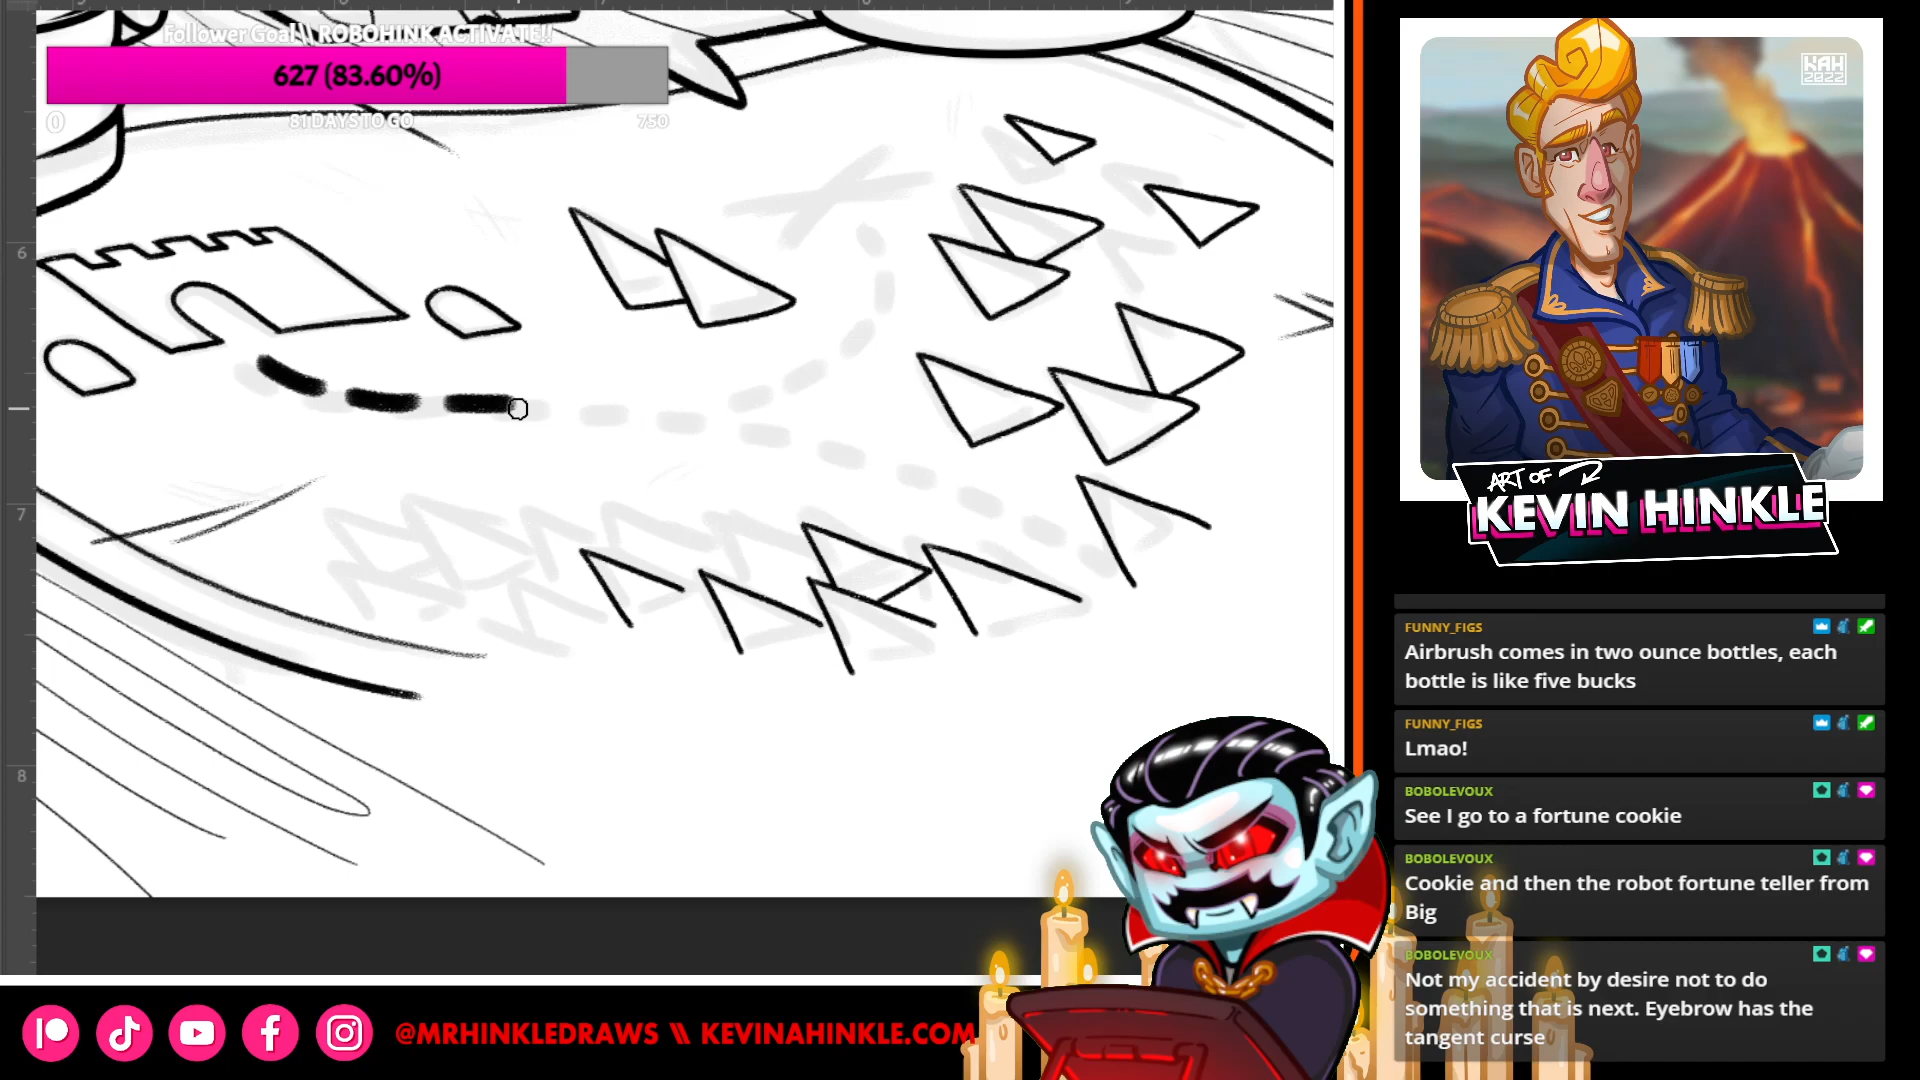 Follower Goal \\ ROBOHINK ACTIVATE!!
627 (83.60%)
0
81 DAYS TO GO
750
6
7
8
KAH
2022
ART OF
KEVIN HINKLE
FUNNY_FIGS
Airbrush comes in two ounce bottles, each
bottle is like five bucks
FUNNY_FIGS
Lmao!
BOBOLEVOUX
See I go to a fortune cookie
BOBOLEVOUX
Cookie and then the robot fortune teller from
Big
BOBOLEVOUX
Not my accident by desire not to do
something that is next. Eyebrow has the
tangent curse
@MRHINKLEDRAWS \\ KEVINAHINKLE.COM